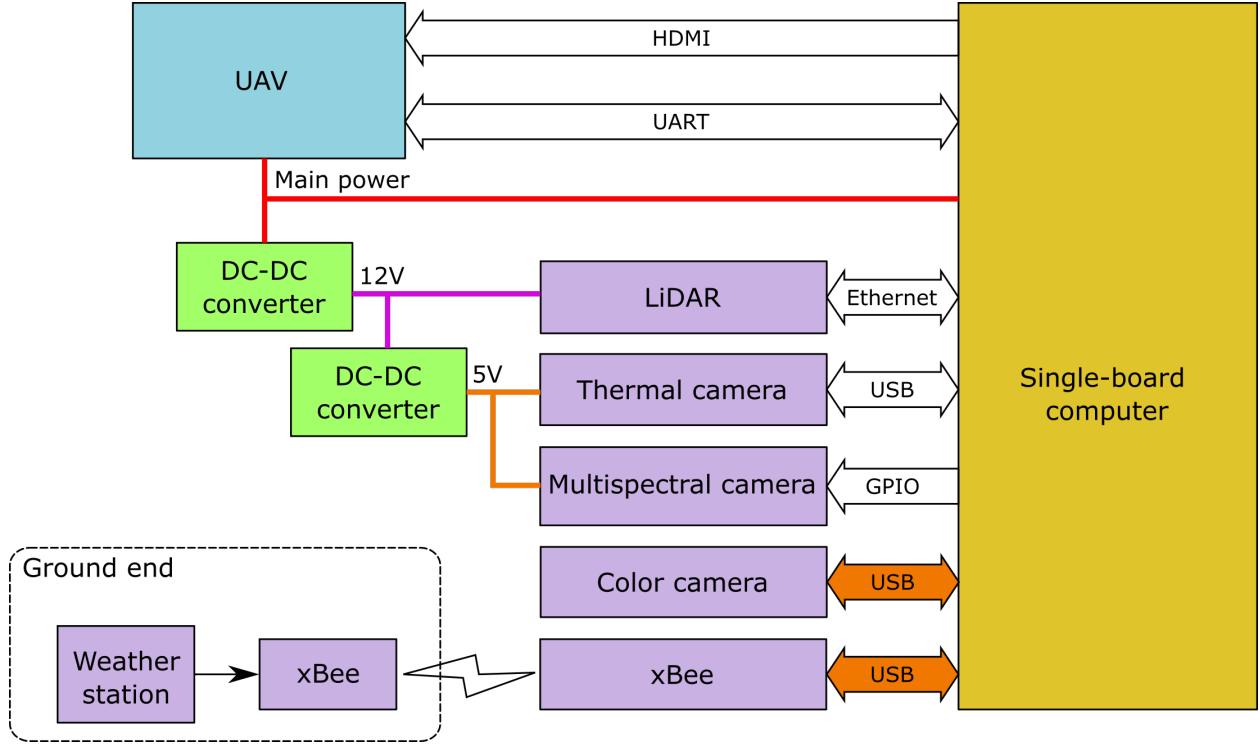 HDMI
UAV
UART
Main power
DC-DC
converter
12V
LiDAR
Ethernet
DC-DC
converter
5V
Thermal camera
USB
Single-board
computer
Multispectral camera
GPIO
Ground end
Color camera
USB
Weather
station
xBee
xBee
USB